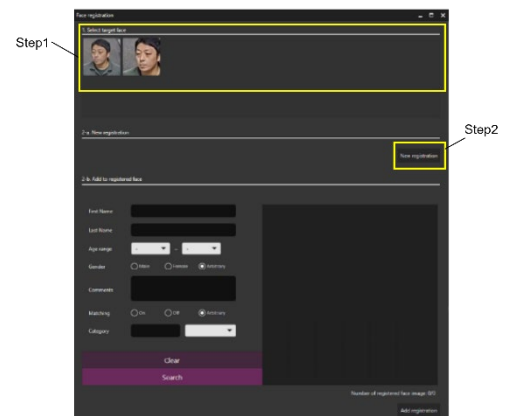 Face registration
1. Select target face
Step1
2-a. New registration
Step2
New registration
2-b. Add to registered face
First Name
Last Name
Age range - - -
Gender Male Female Arbitrary
Comments
Matching On Off Arbitrary
Category
Clear
Search
Number of registered face image 0/0
Add registration